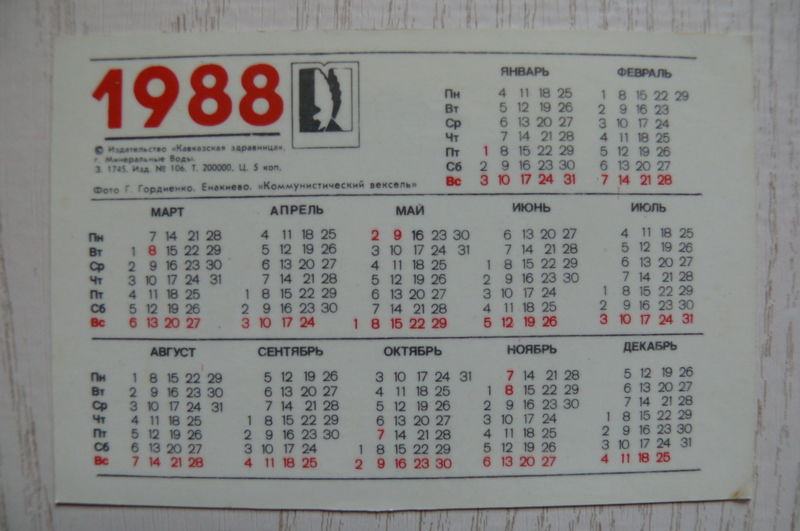 1988
© Издательство «Кавказская здравница»,
г. Минеральные Воды.
З. 1745. Изд. № 106. Т. 200000. Ц. 5 коп.
Фото Г. Гордиенко. Енакиево. «Коммунистический вексель»
ЯНВАРЬ ФЕВРАЛЬ
Пн 4 11 18 25 1 8 15 22 29
Вт 5 12 19 26 2 9 16 23
Ср 6 13 20 27 3 10 17 24
Чт 7 14 21 28 4 11 18 25
Пт 1 8 15 22 29 5 12 19 26
Сб 2 9 16 23 30 6 13 20 27
Вс 3 10 17 24 31 7 14 21 28
МАРТ АПРЕЛЬ МАЙ ИЮНЬ ИЮЛЬ
Пн 7 14 21 28 4 11 18 25 2 9 16 23 30 6 13 20 27 4 11 18 25
Вт 1 8 15 22 29 5 12 19 26 3 10 17 24 31 7 14 21 28 5 12 19 26
Ср 2 9 16 23 30 6 13 20 27 4 11 18 25 1 8 15 22 29 6 13 20 27
Чт 3 10 17 24 31 7 14 21 28 5 12 19 26 2 9 16 23 30 7 14 21 28
Пт 4 11 18 25 1 8 15 22 29 6 13 20 27 3 10 17 24 1 8 15 22 29
Сб 5 12 19 26 2 9 16 23 30 7 14 21 28 4 11 18 25 2 9 16 23 30
Вс 6 13 20 27 3 10 17 24 1 8 15 22 29 5 12 19 26 3 10 17 24 31
АВГУСТ СЕНТЯБРЬ ОКТЯБРЬ НОЯБРЬ ДЕКАБРЬ
Пн 1 8 15 22 29 5 12 19 26 3 10 17 24 31 7 14 21 28 5 12 19 26
Вт 2 9 16 23 30 6 13 20 27 4 11 18 25 1 8 15 22 29 6 13 20 27
Ср 3 10 17 24 31 7 14 21 28 5 12 19 26 2 9 16 23 30 7 14 21 28
Чт 4 11 18 25 1 8 15 22 29 6 13 20 27 3 10 17 24 1 8 15 22 29
Пт 5 12 19 26 2 9 16 23 30 7 14 21 28 4 11 18 25 2 9 16 23 30
Сб 6 13 20 27 3 10 17 24 1 8 15 22 29 5 12 19 26 3 10 17 24 31
Вс 7 14 21 28 4 11 18 25 2 9 16 23 30 6 13 20 27 4 11 18 25